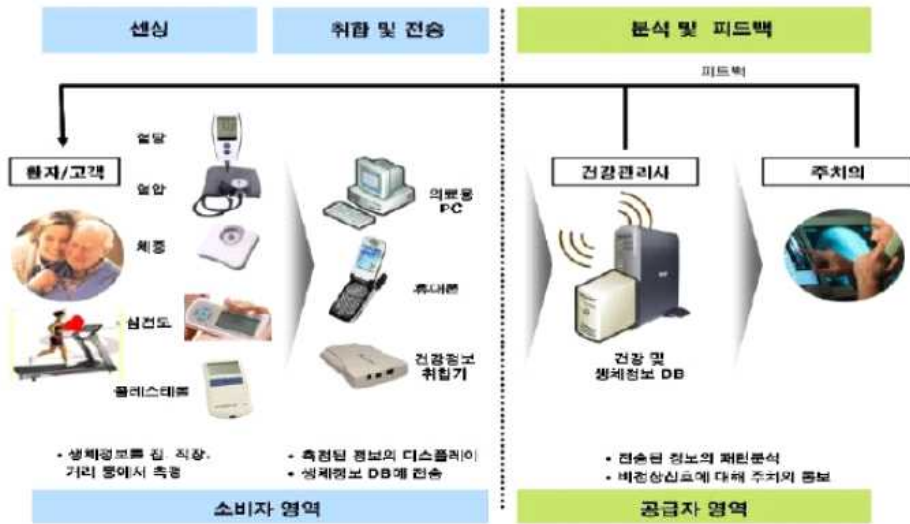 센싱
취합 및 전송
분석 및 피드백
피드백
환자/고객
혈당
혈압
체중
심전도
콜레스테롤
의료용
PC
휴대폰
건강정보
취합기
건강관리사
주치의
건강 및
생체정보 DB
• 생체정보를 집, 직장,
거리 등에서 측정
• 측정된 정보의 디스플레이
• 생체정보 DB에 전송
• 전송된 정보의 패턴분석
• 비정상신호에 대해 주치의 통보
소비자 영역
공급자 영역